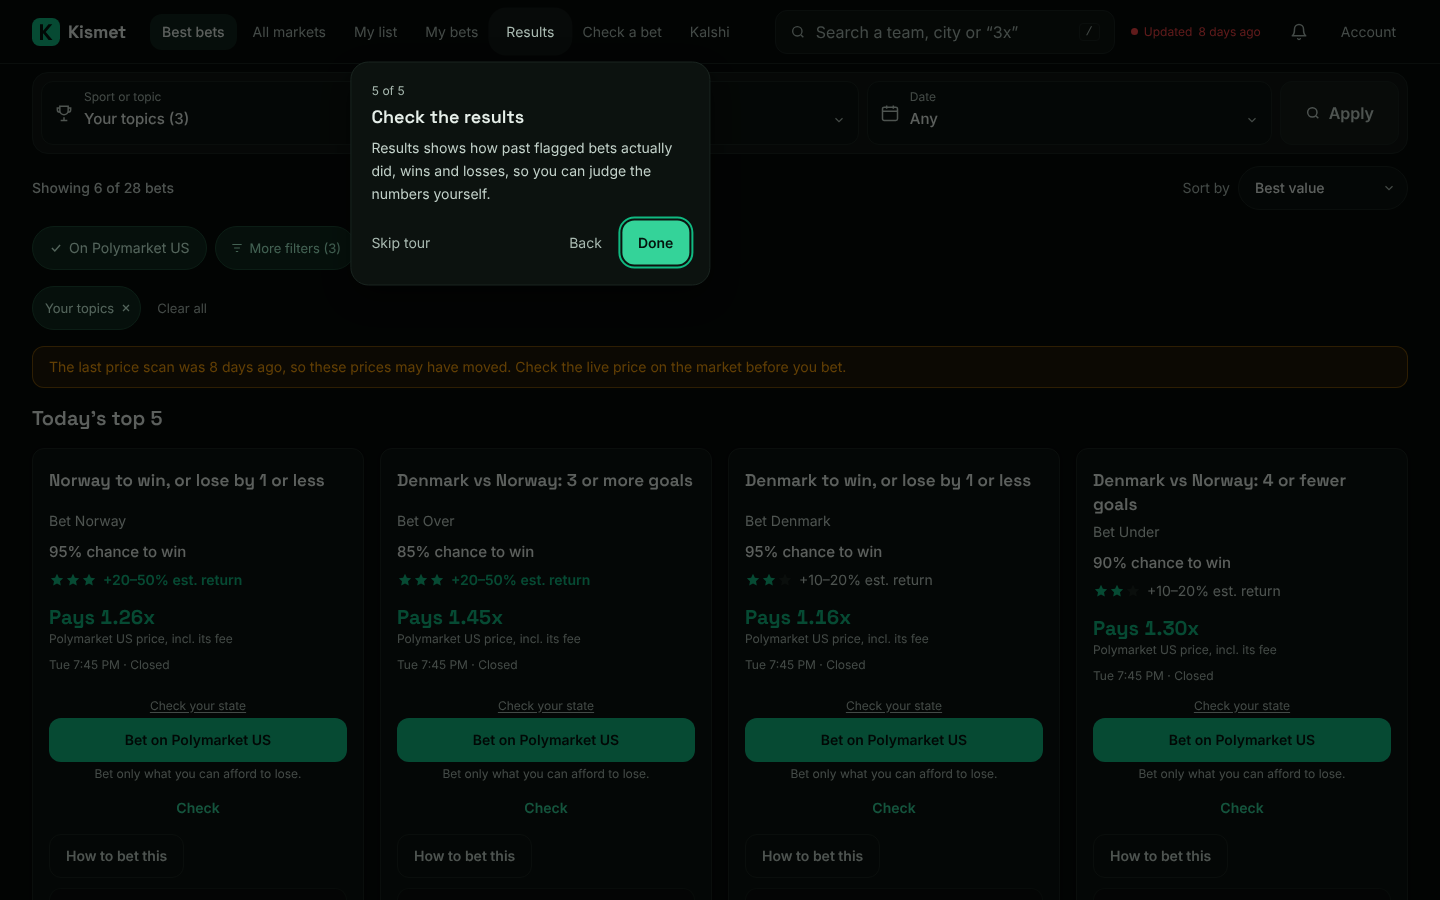 K Kismet
Best bets
All markets
My list
My bets
Results
Check a bet
Kalshi
Search a team, city or “3x”
/
Updated 8 days ago
Account
Sport or topic
Your topics (3)
Date
Any
Apply
5 of 5
Check the results
Results shows how past flagged bets actually
did, wins and losses, so you can judge the
numbers yourself.
Skip tour
Back
Done
Showing 6 of 28 bets
Sort by
Best value
On Polymarket US
More filters (3)
Your topics ×
Clear all
The last price scan was 8 days ago, so these prices may have moved. Check the live price on the market before you bet.
Today’s top 5
Norway to win, or lose by 1 or less
Bet Norway
95% chance to win
+20–50% est. return
Pays 1.26x
Polymarket US price, incl. its fee
Tue 7:45 PM · Closed
Check your state
Bet on Polymarket US
Bet only what you can afford to lose.
Check
How to bet this
Denmark vs Norway: 3 or more goals
Bet Over
85% chance to win
+20–50% est. return
Pays 1.45x
Polymarket US price, incl. its fee
Tue 7:45 PM · Closed
Check your state
Bet on Polymarket US
Bet only what you can afford to lose.
Check
How to bet this
Denmark to win, or lose by 1 or less
Bet Denmark
95% chance to win
+10–20% est. return
Pays 1.16x
Polymarket US price, incl. its fee
Tue 7:45 PM · Closed
Check your state
Bet on Polymarket US
Bet only what you can afford to lose.
Check
How to bet this
Denmark vs Norway: 4 or fewer
goals
Bet Under
90% chance to win
+10–20% est. return
Pays 1.30x
Polymarket US price, incl. its fee
Tue 7:45 PM · Closed
Check your state
Bet on Polymarket US
Bet only what you can afford to lose.
Check
How to bet this